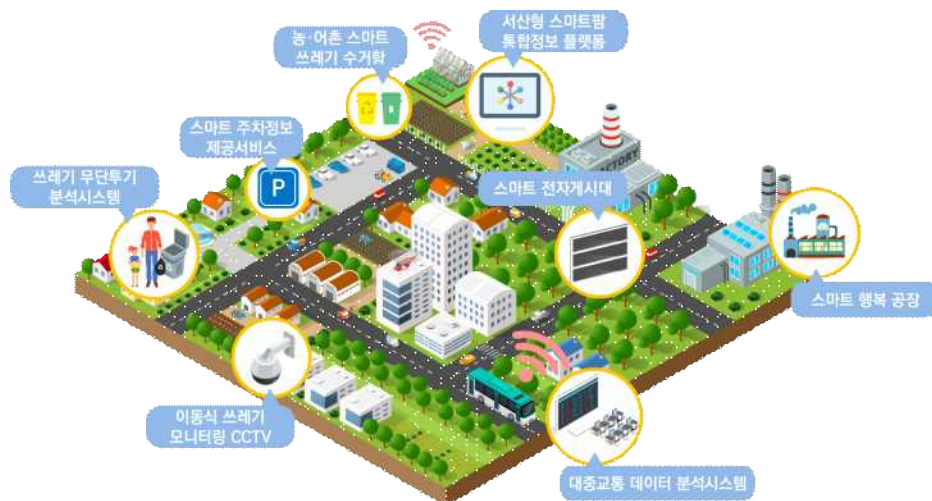 농·어촌 스마트
쓰레기 수거함
서산형 스마트팜
통합정보 플랫폼
스마트 주차정보
제공서비스
P
쓰레기 무단투기
분석시스템
스마트 전자게시대
FACTORY
스마트 행복 공장
이동식 쓰레기
모니터링 CCTV
대중교통 데이터 분석시스템